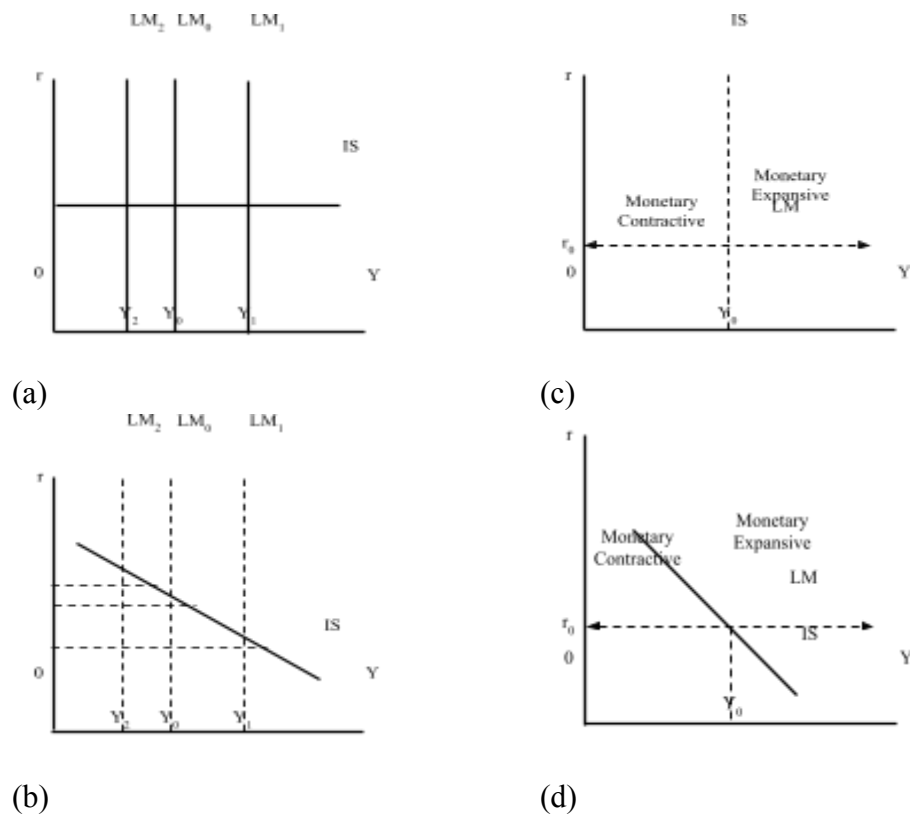 LM₂ LM₀ LM₁
r
IS
0
Y
Y₂ Y₀ Y₁
(a)
IS
r
Monetary
Contractive
Monetary
Expansive
LM
r₀
0
Y
Y₀
(c)
LM₂ LM₀ LM₁
r
IS
0
Y
Y₂ Y₀ Y₁
(b)
r
Monetary
Contractive
Monetary
Expansive
LM
r₀
IS
0
Y
Y₀
(d)